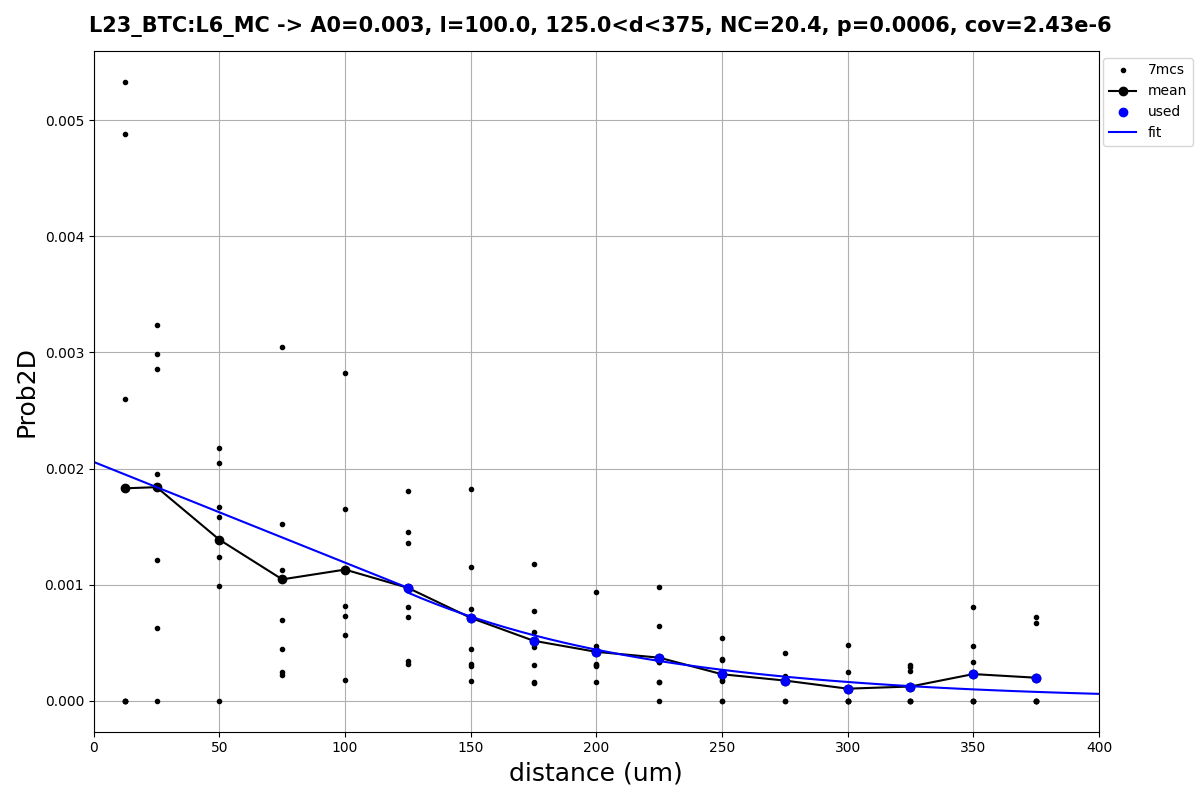 L23_BTC:L6_MC -> A0=0.003, l=100.0, 125.0<d<375, NC=20.4, p=0.0006, cov=2.43e-6
7mcs
mean
used
fit
Prob2D
0.005
0.004
0.003
0.002
0.001
0.000
0 50 100 150 200 250 300 350 400
distance (um)